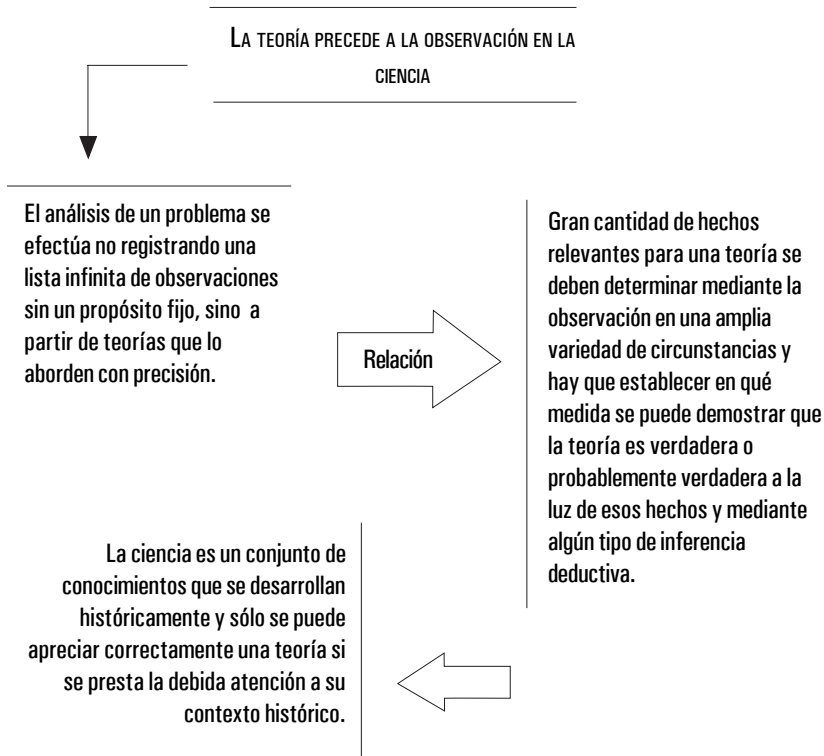 LA TEORÍA PRECEDE A LA OBSERVACIÓN EN LA
CIENCIA
El análisis de un problema se
efectúa no registrando una
lista infinita de observaciones
sin un propósito fijo, sino a
partir de teorías que lo
aborden con precisión.
Relación
Gran cantidad de hechos
relevantes para una teoría se
deben determinar mediante la
observación en una amplia
variedad de circunstancias y
hay que establecer en qué
medida se puede demostrar que
la teoría es verdadera o
probablemente verdadera a la
luz de esos hechos y mediante
algún tipo de inferencia
deductiva.
La ciencia es un conjunto de
conocimientos que se desarrollan
históricamente y sólo se puede
apreciar correctamente una teoría si
se presta la debida atención a su
contexto histórico.